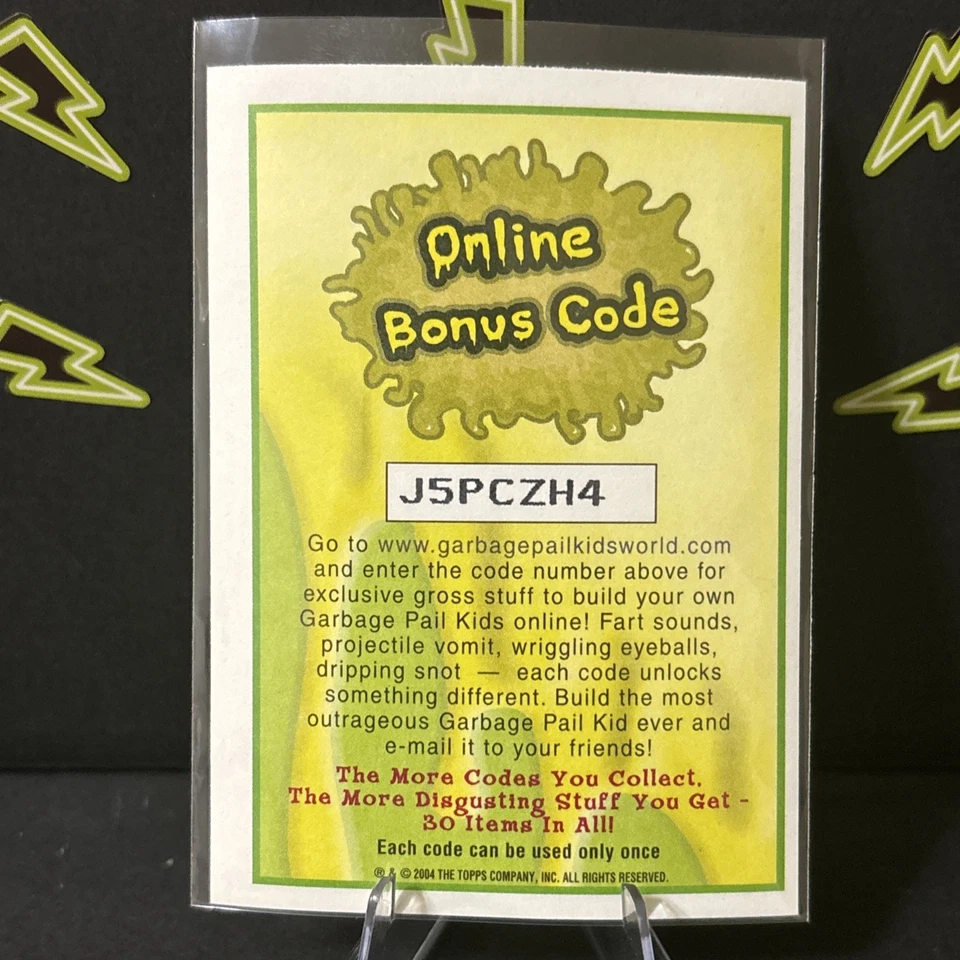 Online
Bonus Code
J5PCZH4
Go to www.garbagepailkidsworld.com
and enter the code number above for
exclusive gross stuff to build your own
Garbage Pail Kids online! Fart sounds,
projectile vomit, wriggling eyeballs,
dripping snot — each code unlocks
something different. Build the most
outrageous Garbage Pail Kid ever and
e-mail it to your friends!
The More Codes You Collect,
The More Disgusting Stuff You Get -
30 Items In All!
Each code can be used only once
® & © 2004 THE TOPPS COMPANY, INC. ALL RIGHTS RESERVED.